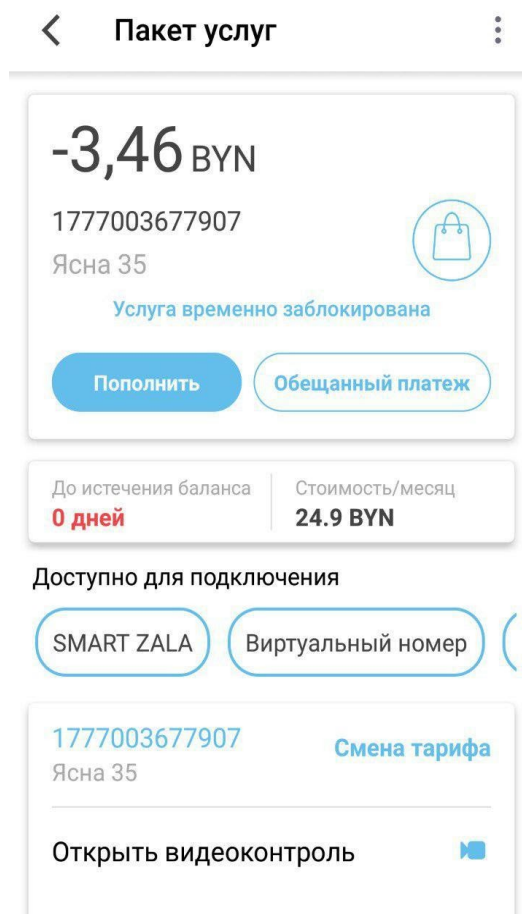 Пакет услуг
-3,46 BYN
1777003677907
Ясна 35
Услуга временно заблокирована
Пополнить
Обещанный платеж
До истечения баланса
0 дней
Стоимость/месяц
24.9 BYN
Доступно для подключения
SMART ZALA
Виртуальный номер
1777003677907
Смена тарифа
Ясна 35
Открыть видеоконтроль